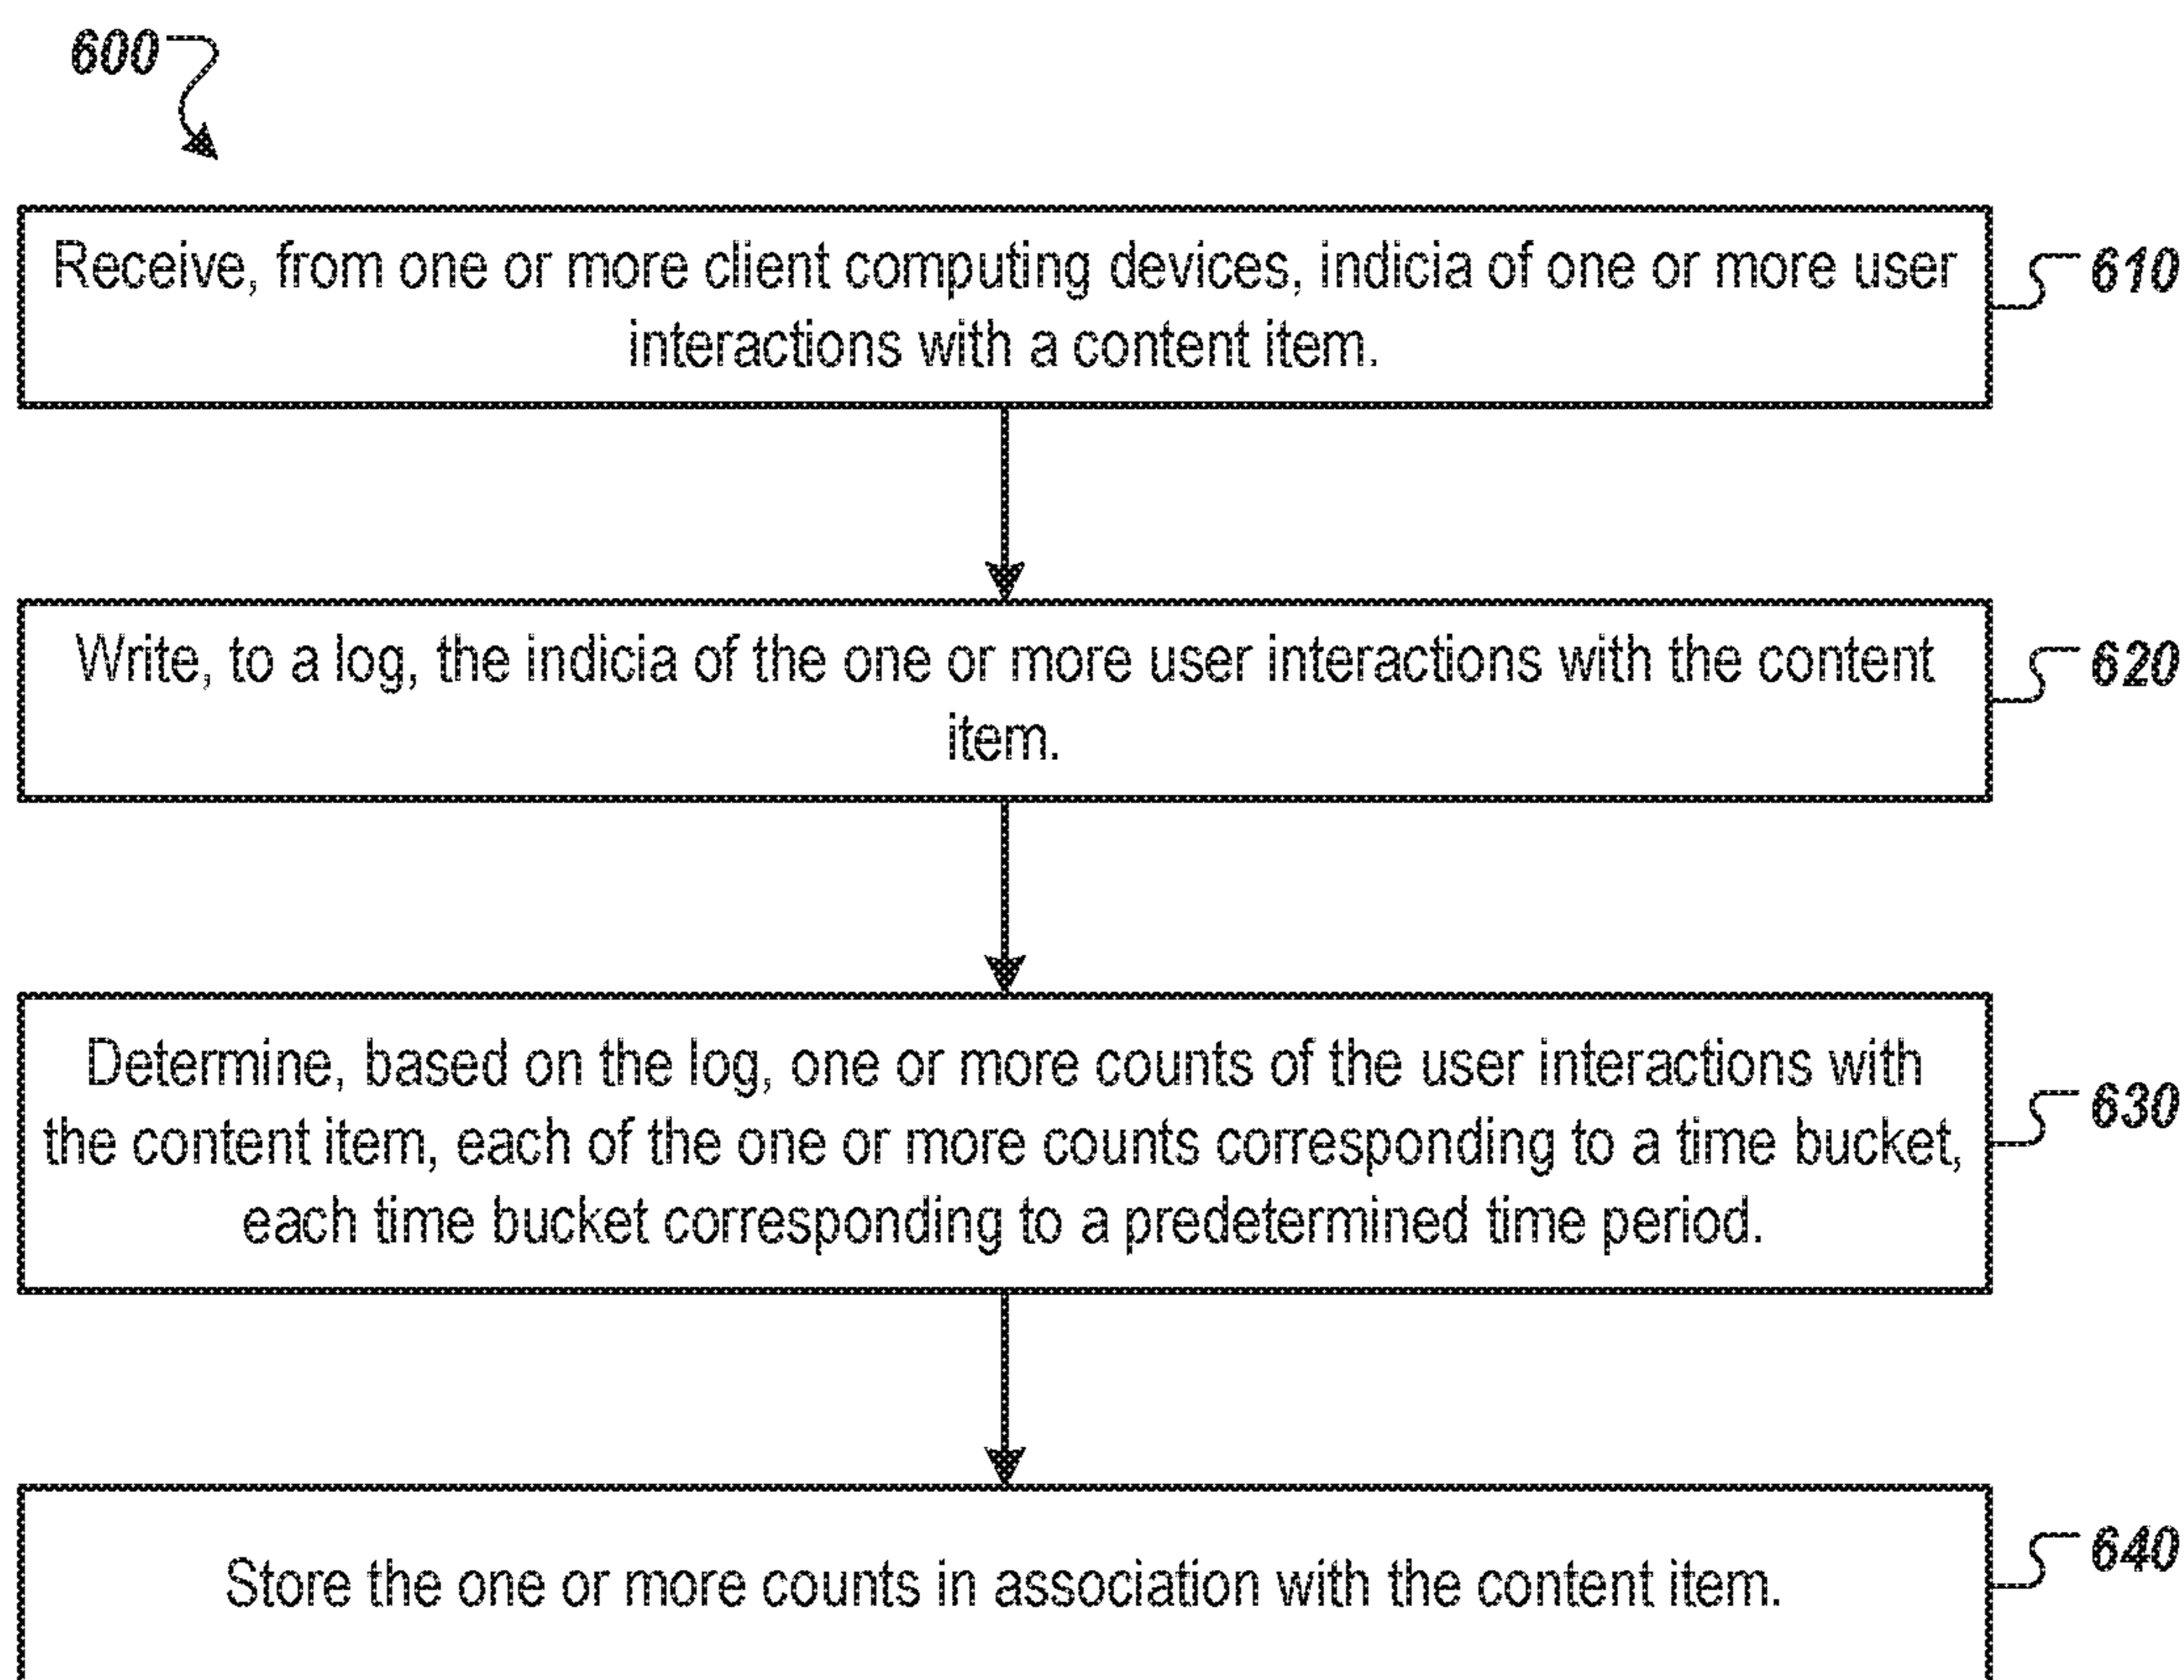 600
Receive, from one or more client computing devices, indicia of one or more user
interactions with a content item.
610
Write, to a log, the indicia of the one or more user interactions with the content
item.
620
Determine, based on the log, one or more counts of the user interactions with
the content item, each of the one or more counts corresponding to a time bucket,
each time bucket corresponding to a predetermined time period.
630
Store the one or more counts in association with the content item.
640